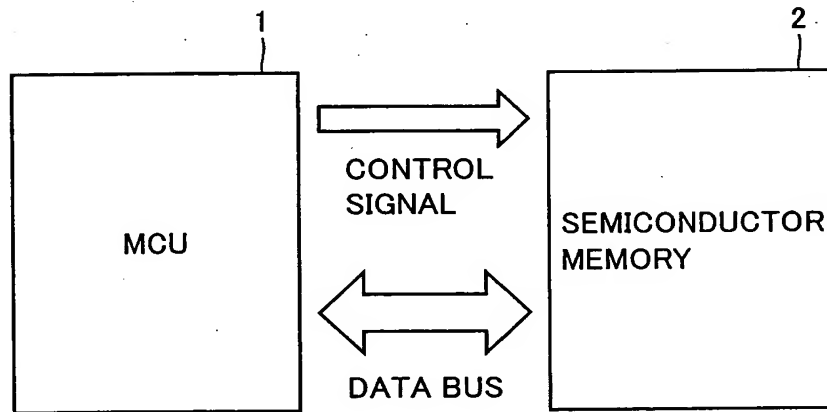 1
2
CONTROL
SIGNAL
MCU
SEMICONDUCTOR
MEMORY
DATA BUS